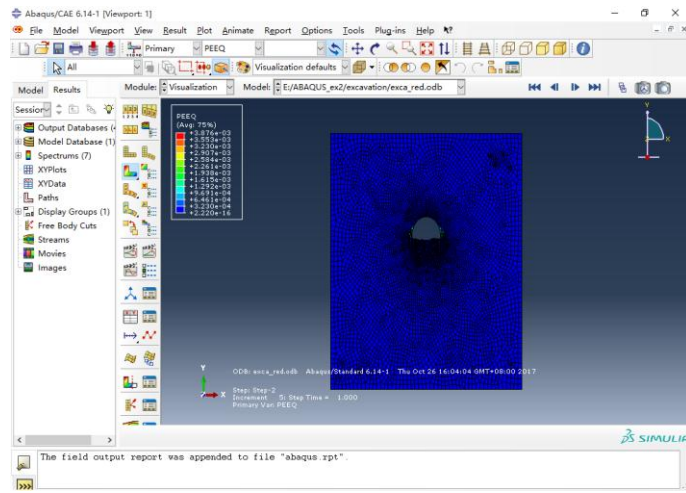 Abaqus/CAE 6.14-1 [Viewport: 1]
File Model Viewport View Result Plot Animate Report Options Tools Plug-ins Help
Primary PEEQ
All Visualization defaults
Model Results Module: Visualization Model: E:/ABAQUS_ex2/excavation/exca_red.odb
Session
Output Databases (
Model Database (1)
Spectrums (7)
XYPlots
XYData
Paths
Display Groups (1)
Free Body Cuts
Streams
Movies
Images
PEEQ
(Avg: 75%)
+3.876e-03
+3.553e-03
+3.230e-03
+2.907e-03
+2.584e-03
+2.261e-03
+1.938e-03
+1.615e-03
+1.292e-03
+9.691e-04
+6.461e-04
+3.230e-04
+2.220e-16
Y
Y
X
ODB: exca_red.odb Abaqus/Standard 6.14-1 Thu Oct 26 16:04:04 GMT+08:00 2017
Step: Step-2
Increment 5: Step Time = 1.000
Primary Var: PEEQ
SIMULIA
The field output report was appended to file "abaqus.rpt".
>>>